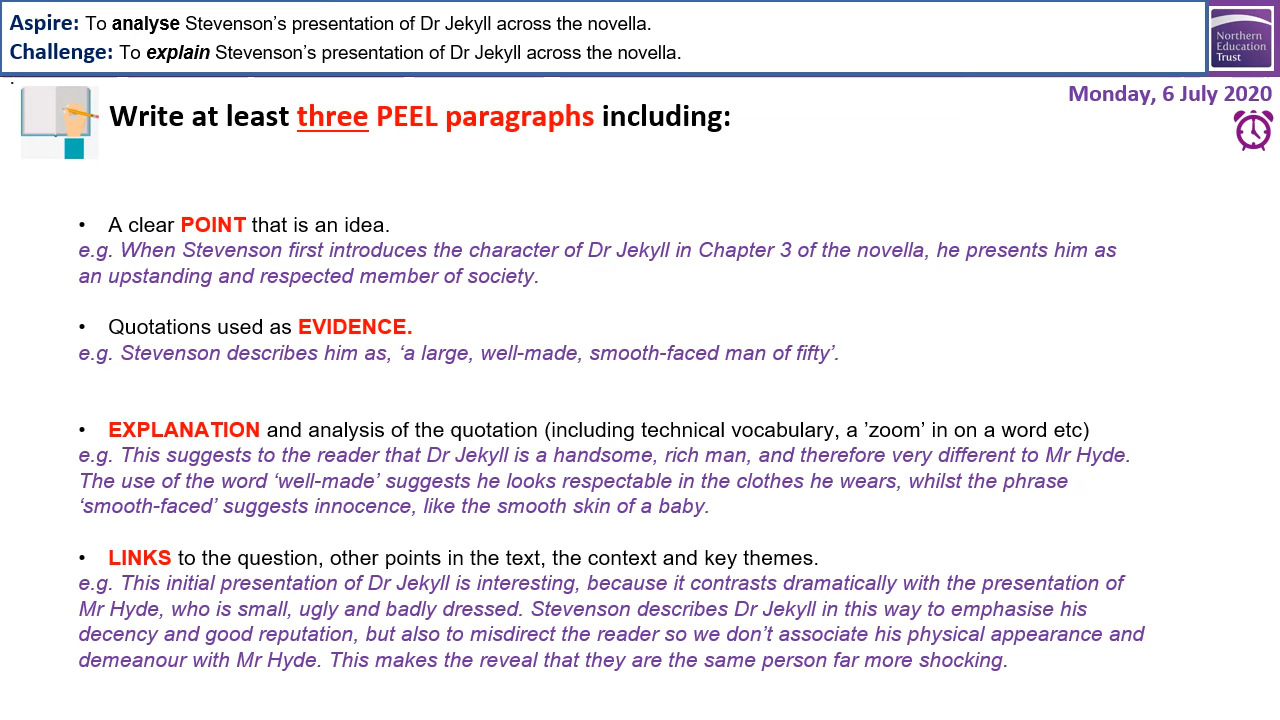 Aspire: To analyse Stevenson’s presentation of Dr Jekyll across the novella.
Challenge: To explain Stevenson’s presentation of Dr Jekyll across the novella.
Northern
Education
Trust
Monday, 6 July 2020
Write at least three PEEL paragraphs including:
• A clear POINT that is an idea.
e.g. When Stevenson first introduces the character of Dr Jekyll in Chapter 3 of the novella, he presents him as
an upstanding and respected member of society.
• Quotations used as EVIDENCE.
e.g. Stevenson describes him as, ‘a large, well-made, smooth-faced man of fifty’.
• EXPLANATION and analysis of the quotation (including technical vocabulary, a ’zoom’ in on a word etc)
e.g. This suggests to the reader that Dr Jekyll is a handsome, rich man, and therefore very different to Mr Hyde.
The use of the word ‘well-made’ suggests he looks respectable in the clothes he wears, whilst the phrase
‘smooth-faced’ suggests innocence, like the smooth skin of a baby.
• LINKS to the question, other points in the text, the context and key themes.
e.g. This initial presentation of Dr Jekyll is interesting, because it contrasts dramatically with the presentation of
Mr Hyde, who is small, ugly and badly dressed. Stevenson describes Dr Jekyll in this way to emphasise his
decency and good reputation, but also to misdirect the reader so we don’t associate his physical appearance and
demeanour with Mr Hyde. This makes the reveal that they are the same person far more shocking.